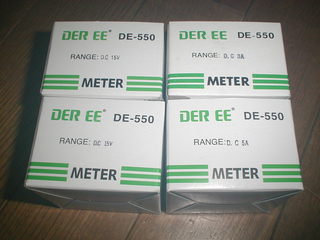 DER EE® DE-550
RANGE: DC 15V
METER
DER EE® DE-550
RANGE: D.C 3A
METER
DER EE® DE-550
RANGE: DC 15V
METER
DER EE® DE-550
RANGE: D.C 5A
METER